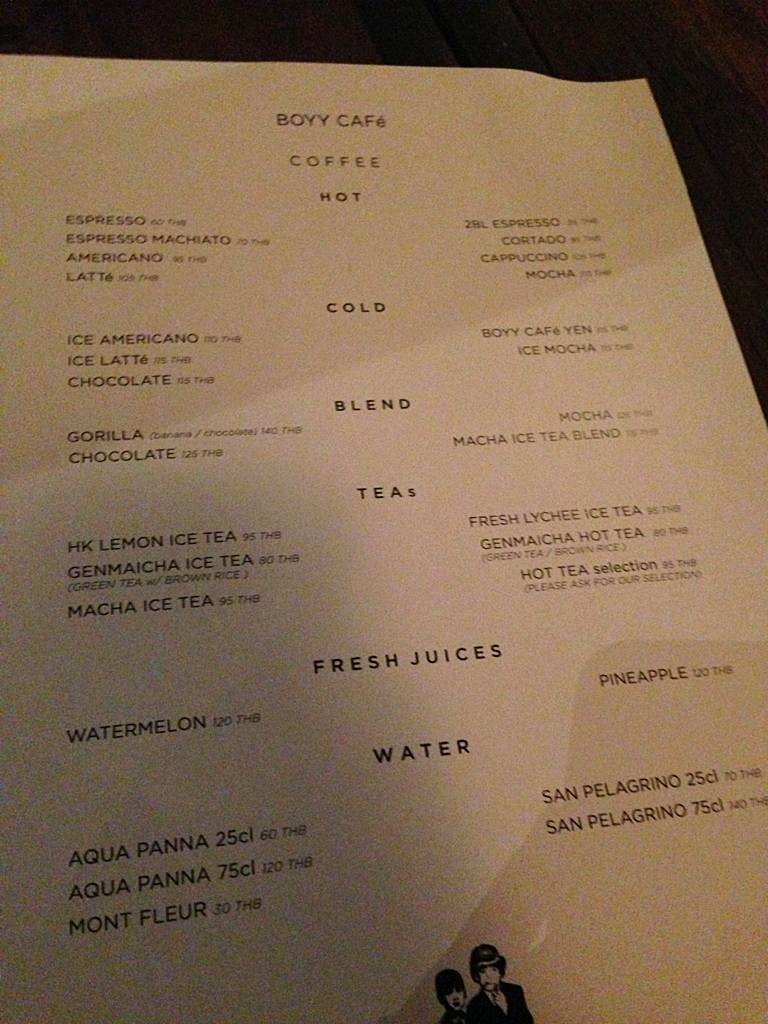 BOYY CAFé
COFFEE
HOT
ESPRESSO 60 THB
ESPRESSO MACHIATO 70 THB
AMERICANO 95 THB
LATTé 105 THB
2BL ESPRESSO THB
CORTADO THB
CAPPUCCINO 105 THB
MOCHA THB
COLD
ICE AMERICANO 110 THB
ICE LATTé 115 THB
CHOCOLATE 115 THB
BOYY CAFé YEN 115 THB
ICE MOCHA 115 THB
BLEND
GORILLA (banana / chocolate) 140 THB
CHOCOLATE 125 THB
MOCHA 125 THB
MACHA ICE TEA BLEND 115 THB
TEAs
HK LEMON ICE TEA 95 THB
GENMAICHA ICE TEA 80 THB
(GREEN TEA w/ BROWN RICE )
MACHA ICE TEA 95 THB
FRESH LYCHEE ICE TEA 95 THB
GENMAICHA HOT TEA 80 THB
(GREEN TEA / BROWN RICE )
HOT TEA selection 95 THB
(PLEASE ASK FOR OUR SELECTION)
FRESH JUICES
WATERMELON 120 THB
PINEAPPLE 120 THB
WATER
AQUA PANNA 25cl 60 THB
AQUA PANNA 75cl 120 THB
MONT FLEUR 30 THB
SAN PELAGRINO 25cl 70 THB
SAN PELAGRINO 75cl 140 THB